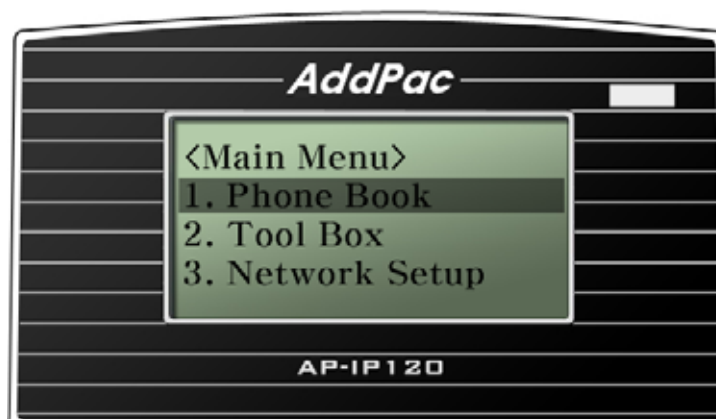 AddPac
<Main Menu>
1. Phone Book
2. Tool Box
3. Network Setup
AP-IP120